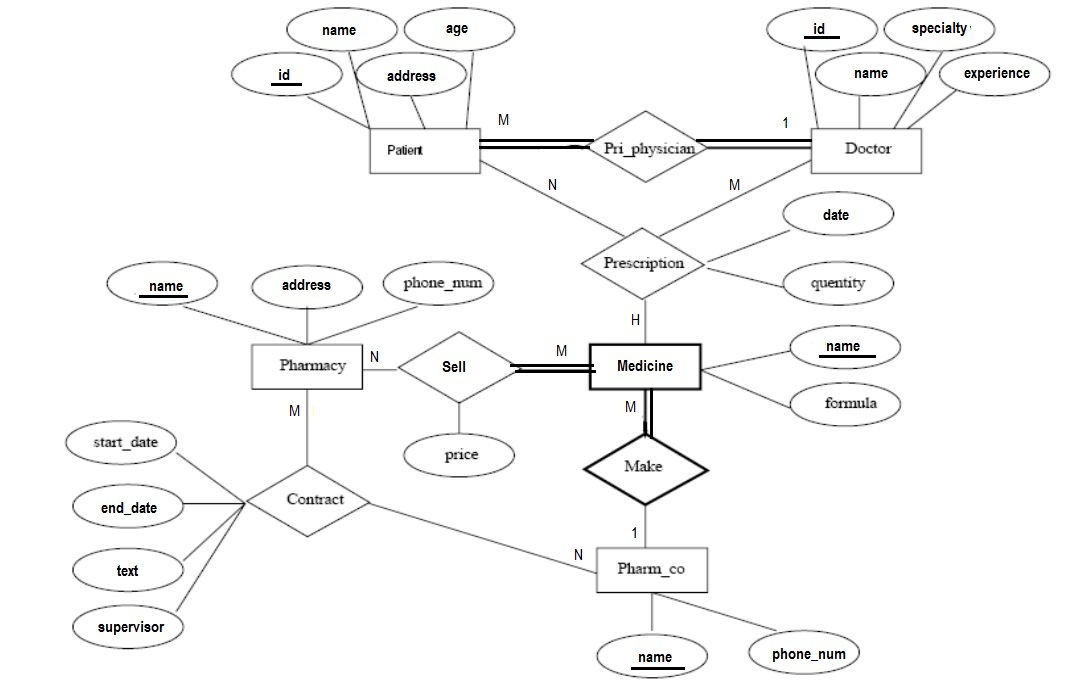 name
age
id
specialty
id
address
name
experience
M
1
Patient
Pri_physician
Doctor
N
M
date
Prescription
name
address
phone_num
quentity
H
name
Pharmacy
N
Sell
M
Medicine
M
M
formula
start_date
price
Make
end_date
Contract
1
N
text
Pharm_co
supervisor
name
phone_num